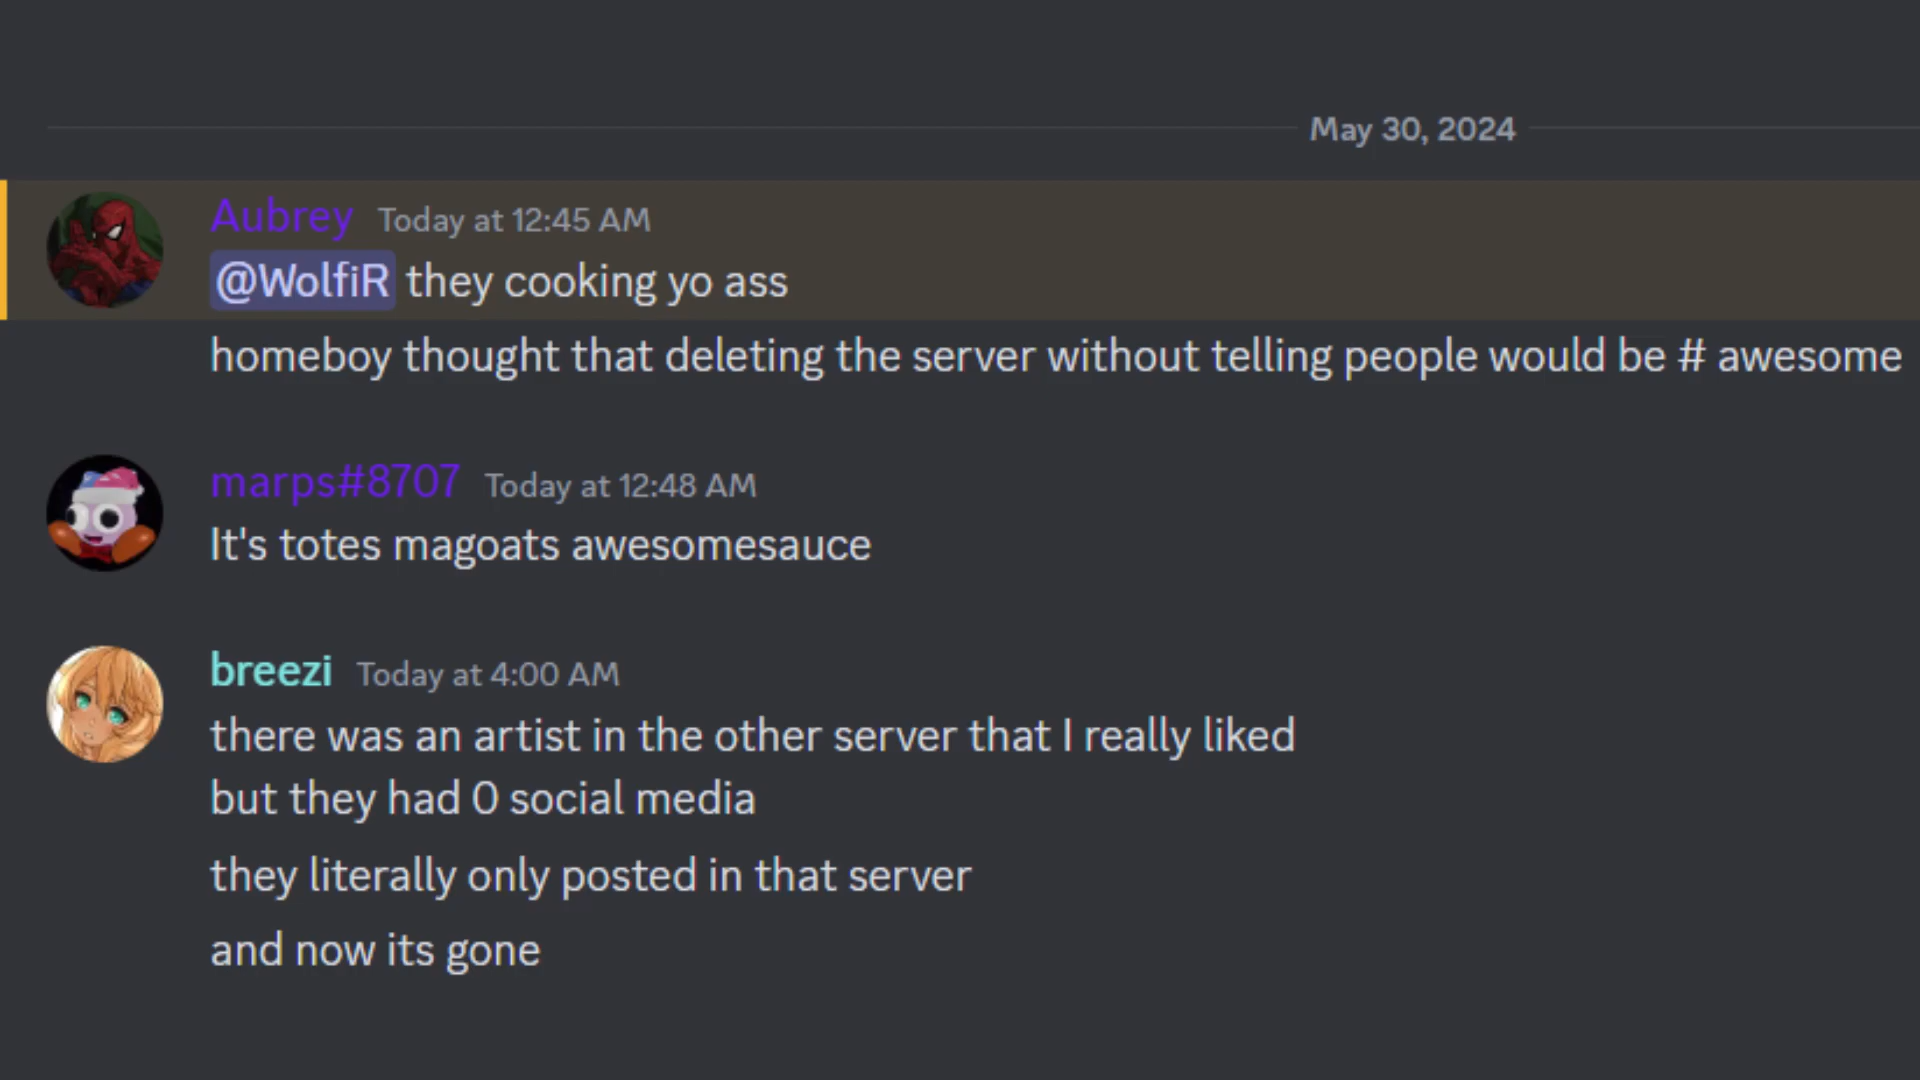 May 30, 2024
Aubrey Today at 12:45 AM
@WolfiR they cooking yo ass
homeboy thought that deleting the server without telling people would be # awesome
marps#8707 Today at 12:48 AM
It's totes magoats awesomesauce
breezi Today at 4:00 AM
there was an artist in the other server that I really liked
but they had 0 social media
they literally only posted in that server
and now its gone